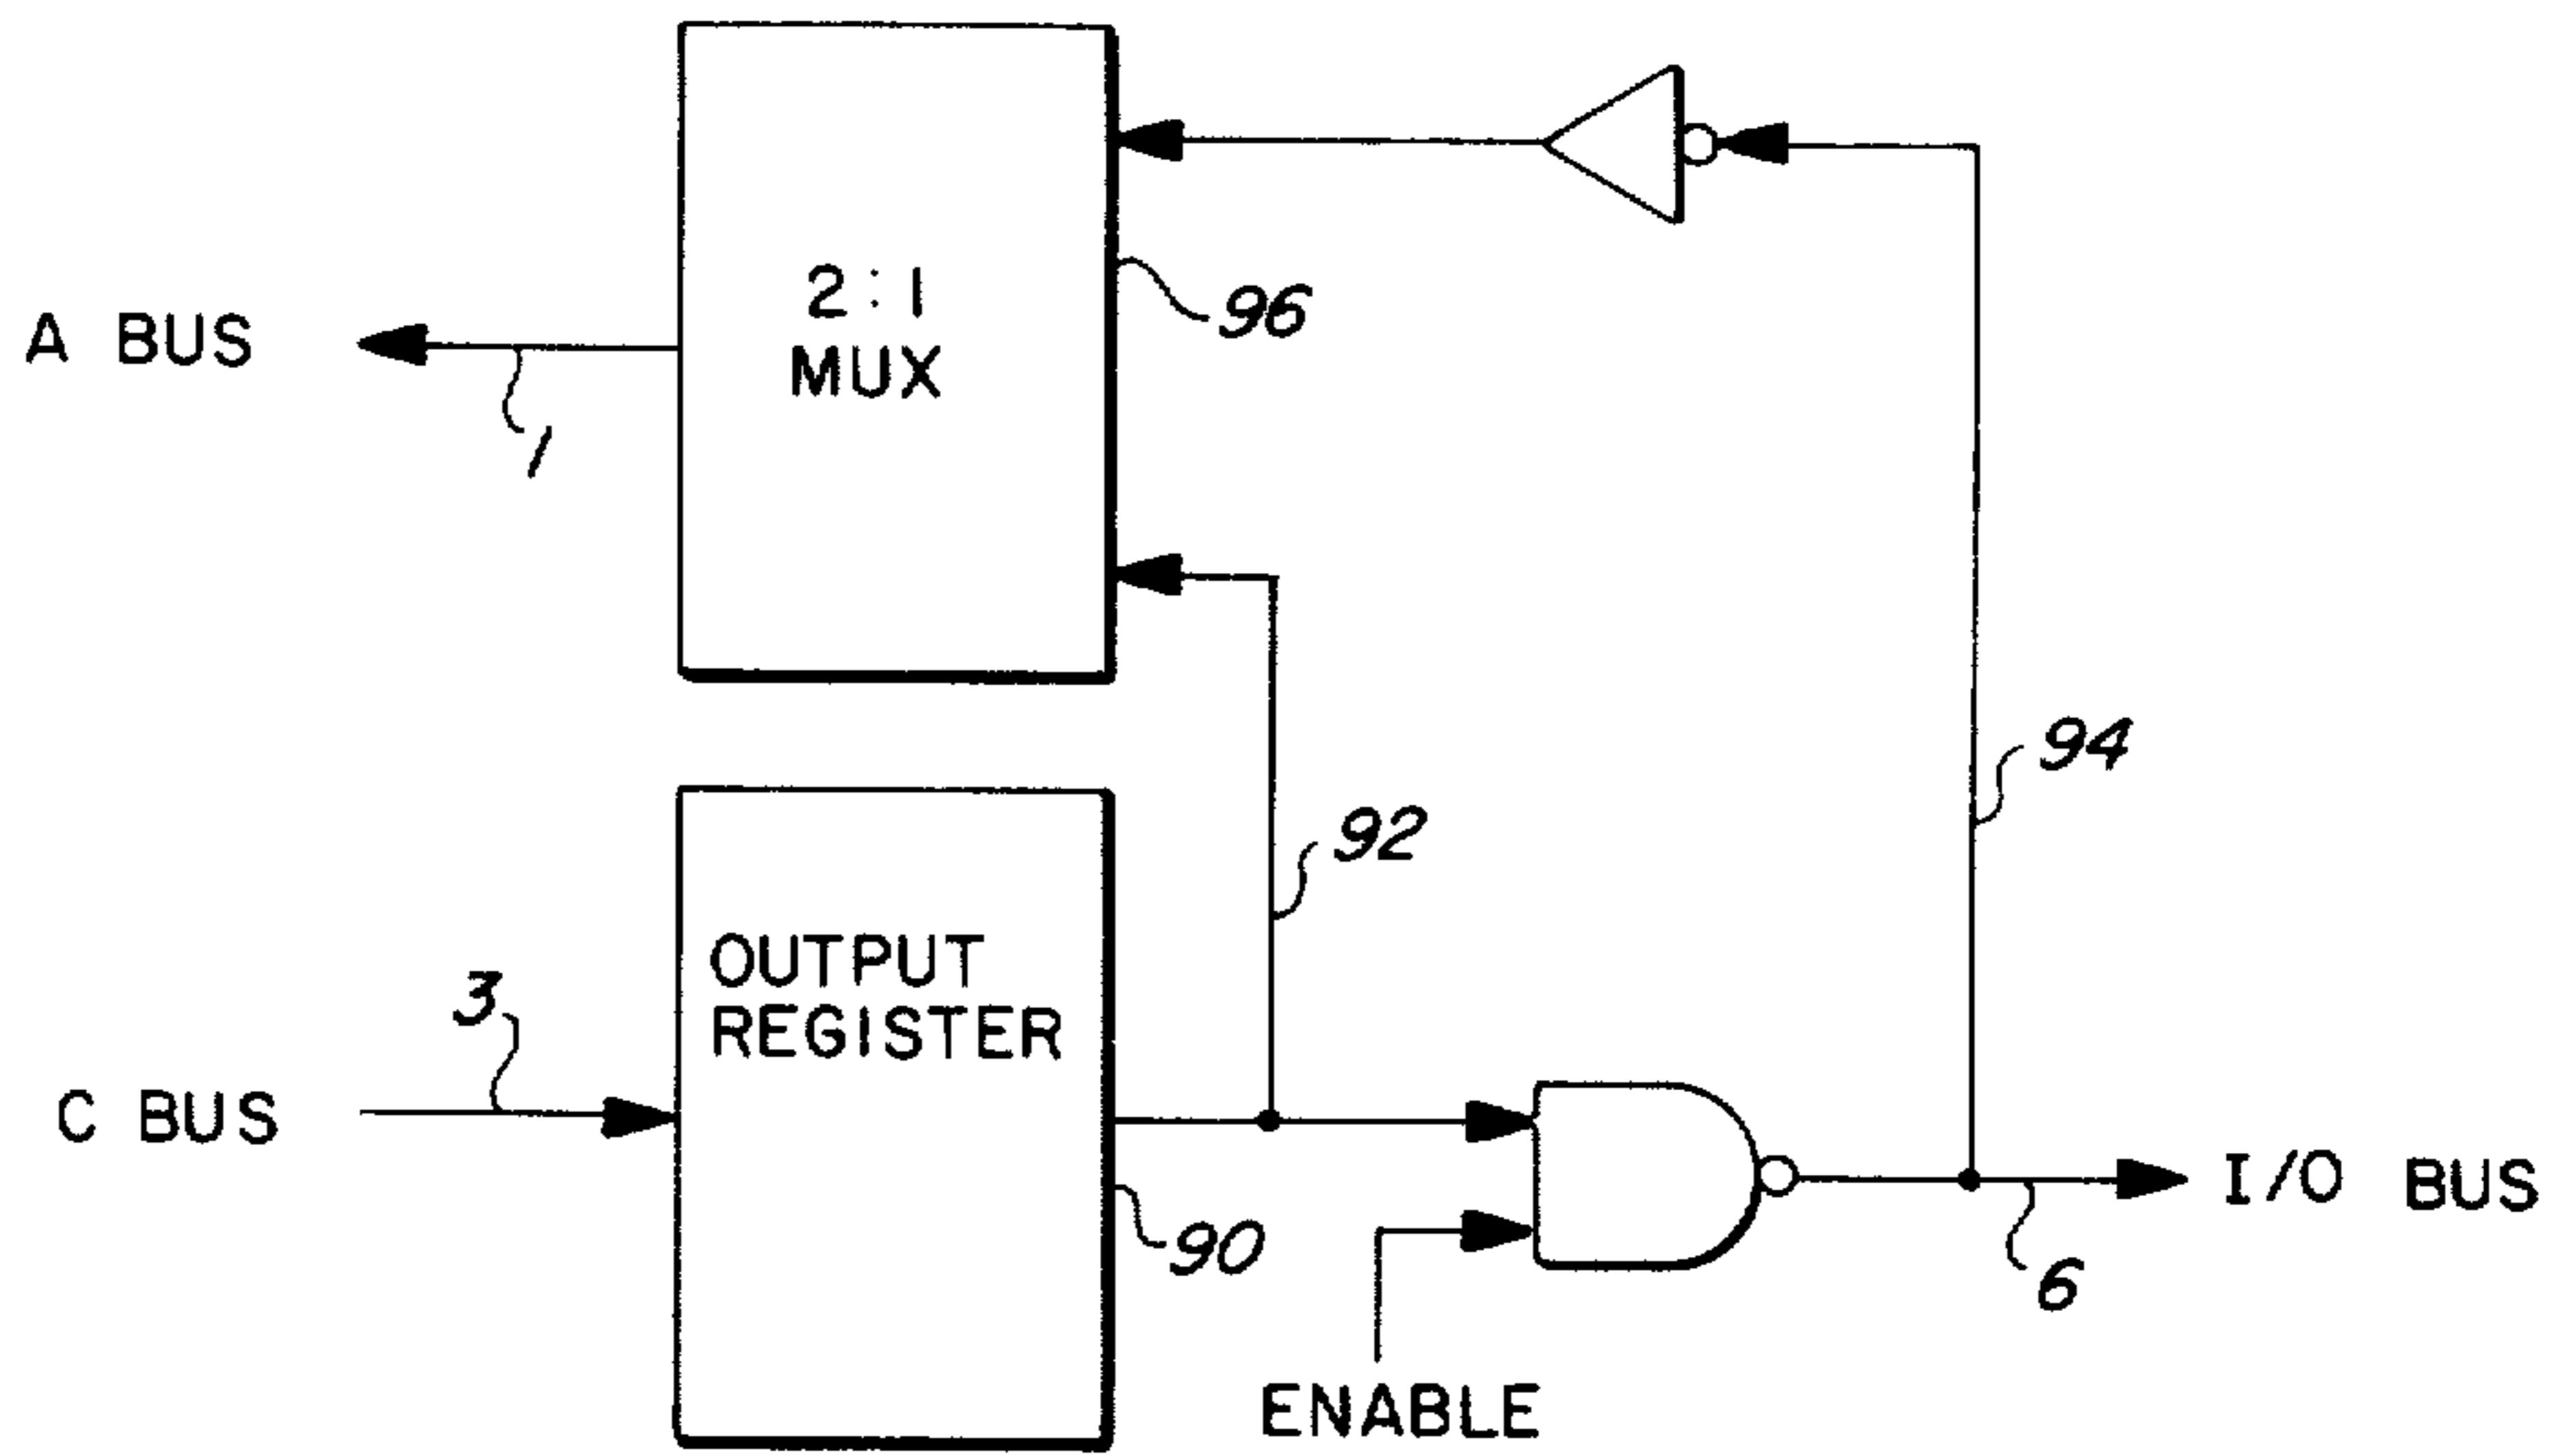 2:1
MUX
96
A BUS
1
94
92
OUTPUT
REGISTER
3
C BUS
90
I/O BUS
6
ENABLE